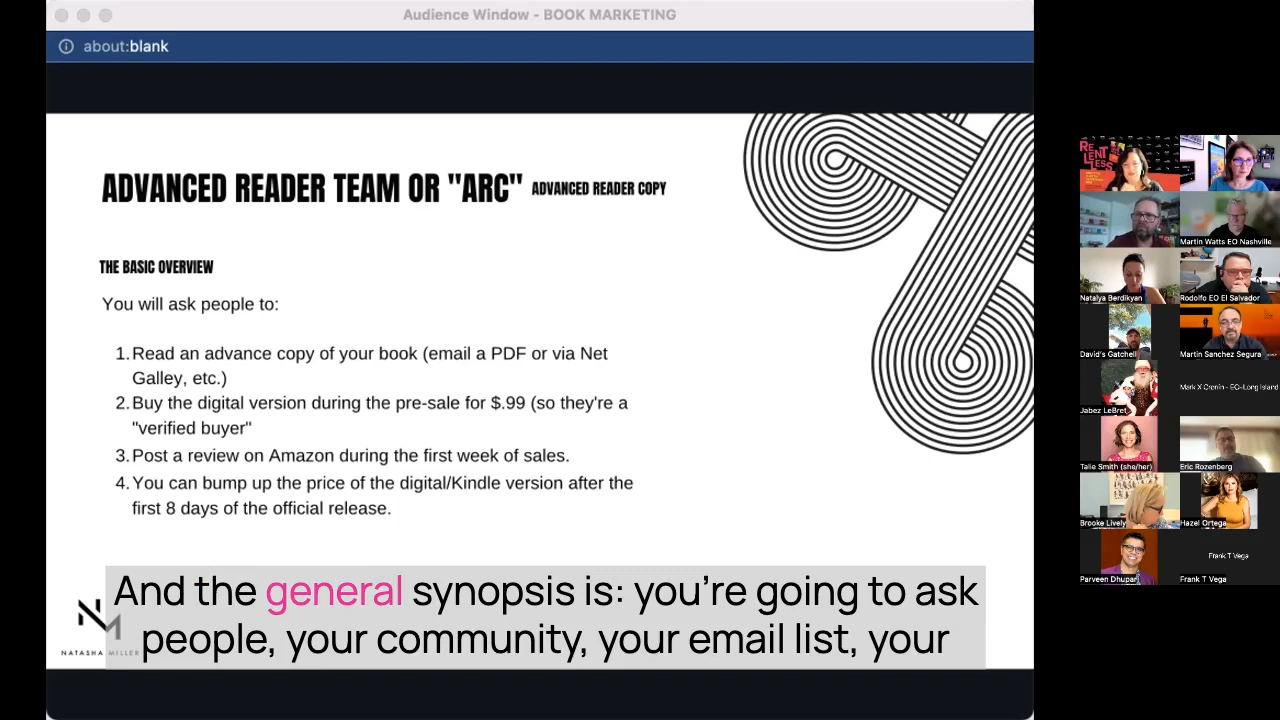 Audience Window - BOOK MARKETING
about:blank
ADVANCED READER TEAM OR "ARC" ADVANCED READER COPY
THE BASIC OVERVIEW
You will ask people to:
1. Read an advance copy of your book (email a PDF or via Net
Galley, etc.)
2. Buy the digital version during the pre-sale for $.99 (so they're a
"verified buyer"
3. Post a review on Amazon during the first week of sales.
4. You can bump up the price of the digital/Kindle version after the
first 8 days of the official release.
And the general synopsis is: you're going to ask
people, your community, your email list, your
NATASHA MILLER
RE
LENT
LESS
Martin Watts EO Nashville
Natalya Berdikyan
Rodolfo EO El Salvador
David's Gatchell
Martin Sanchez Segura
Jabez LeBret
Mark X Cronin - EO-Long Island
Talie Smith (she/her)
Eric Rozenberg
Brooke Lively
Hazel Ortega
Parveen Dhupar
Frank T Vega
Frank T Vega